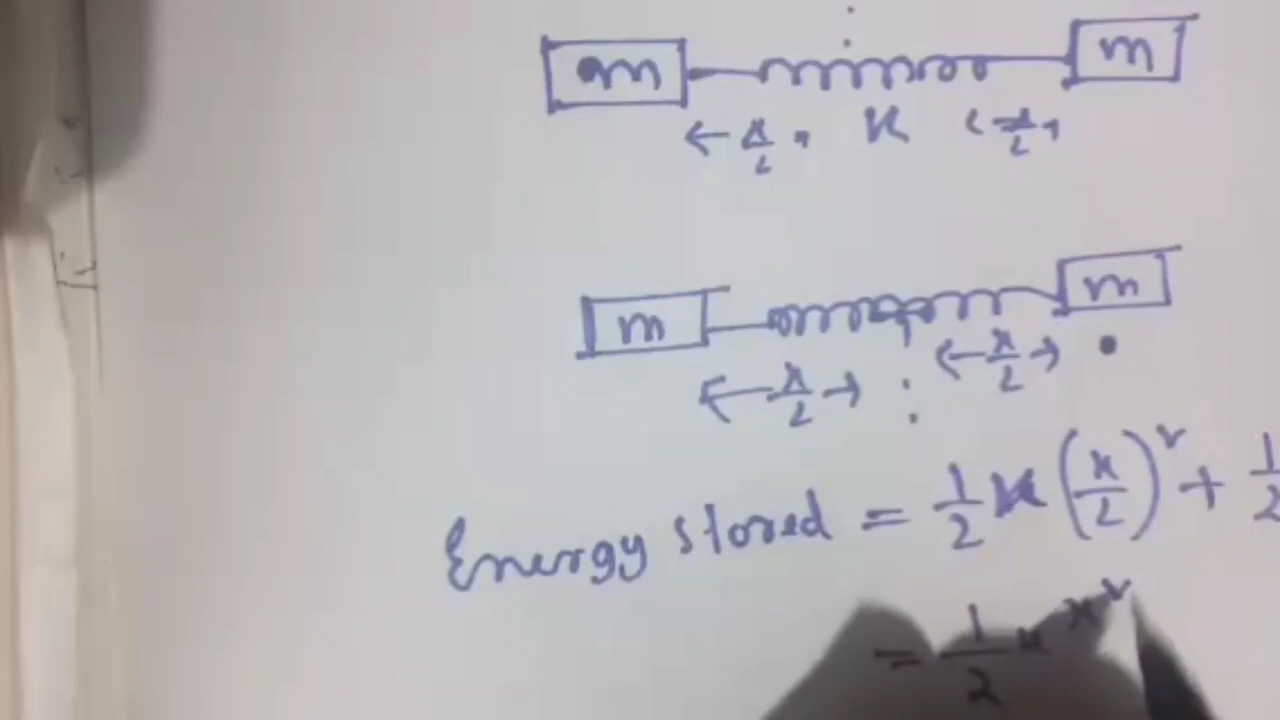 m m
← x/2 → K ← x/2 →
m m
← x/2 → ← x/2 →
Energy stored = 1/2 K (x/2)² + 1/2
= 1/2 K x²